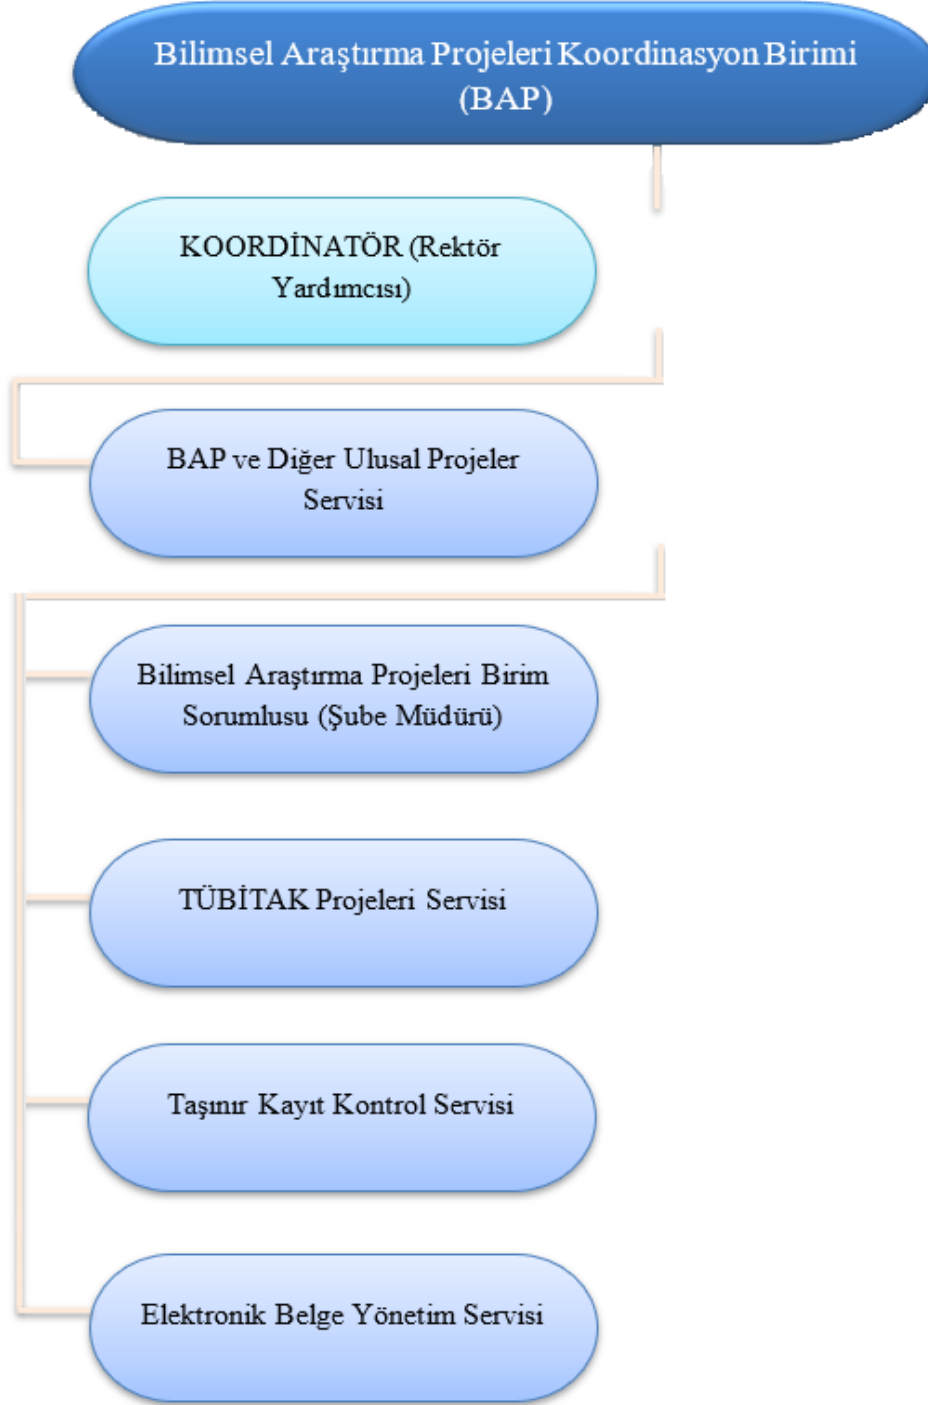 Bilimsel Araştırma Projeleri Koordinasyon Birimi
(BAP)
KOORDİNATÖR (Rektör
Yardımcısı)
BAP ve Diğer Ulusal Projeler
Servisi
Bilimsel Araştırma Projeleri Birim
Sorumlusu (Şube Müdürü)
TÜBİTAK Projeleri Servisi
Taşınır Kayıt Kontrol Servisi
Elektronik Belge Yönetim Servisi